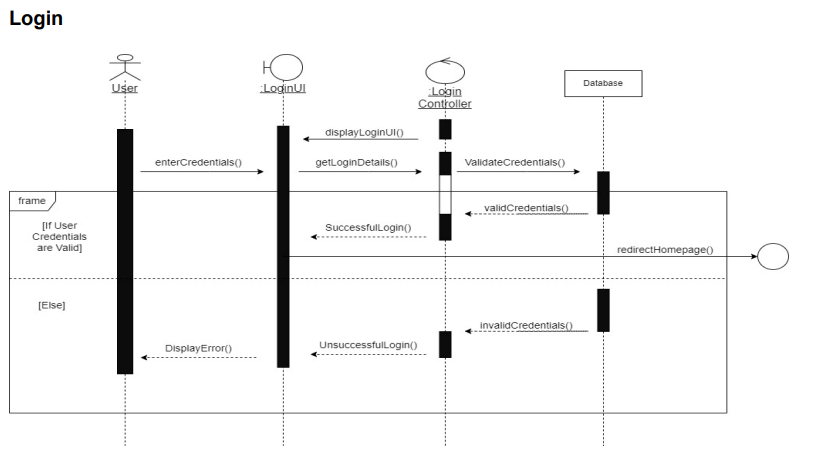 Login
User
:LoginUI
:Login
Controller
Database
displayLoginUI()
enterCredentials()
getLoginDetails()
ValidateCredentials()
frame
[If User
Credentials
are Valid]
validCredentials()
SuccessfulLogin()
redirectHomepage()
[Else]
invalidCredentials()
DisplayError()
UnsuccessfulLogin()